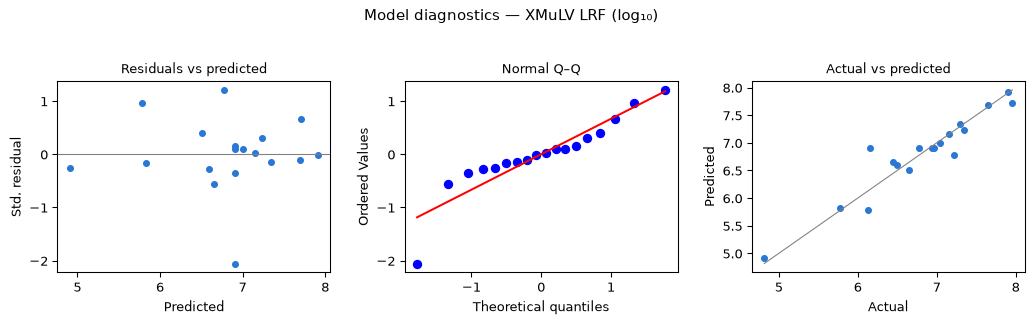 Model diagnostics — XMuLV LRF (log₁₀)
Residuals vs predicted
Std. residual
1
0
−1
−2
5
6
7
8
Predicted
Normal Q–Q
Ordered Values
1
0
−1
−2
−1
0
1
Theoretical quantiles
Actual vs predicted
Predicted
8.0
7.5
7.0
6.5
6.0
5.5
5.0
5
6
7
8
Actual